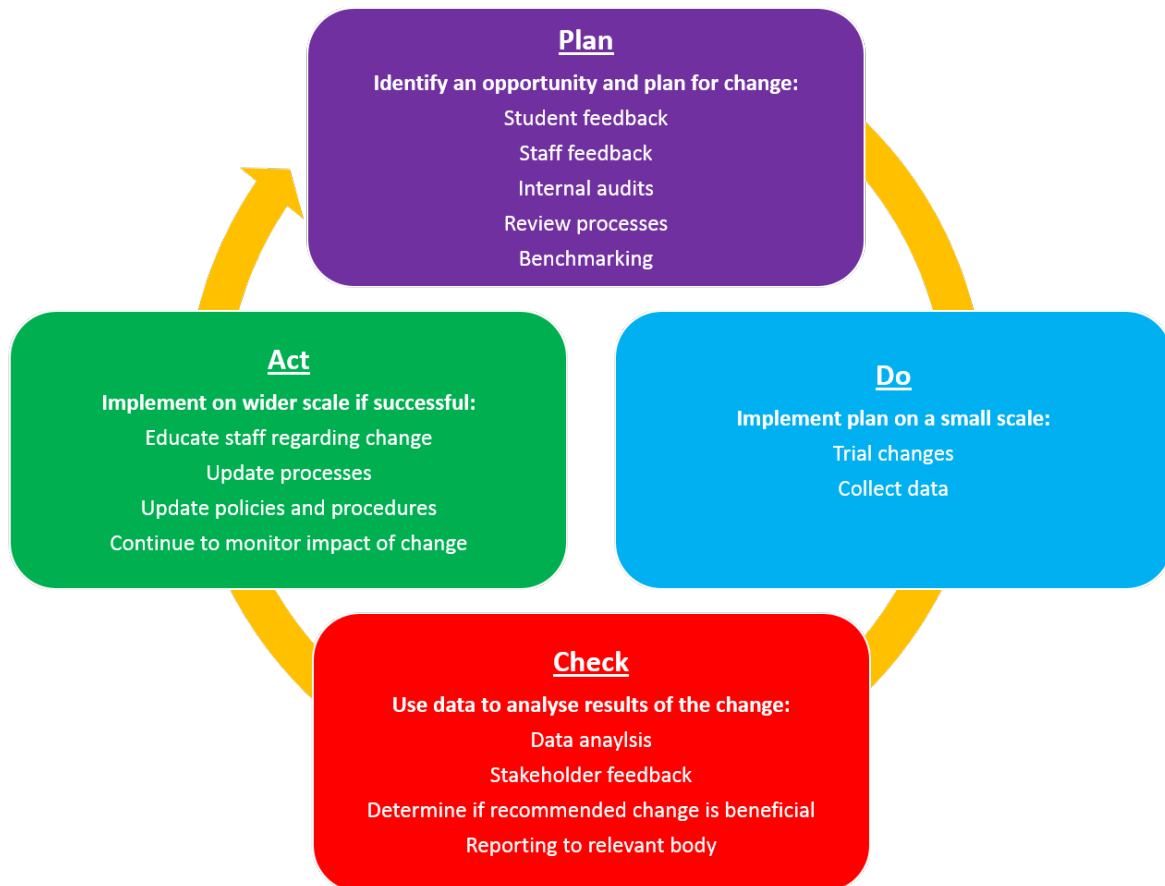 Plan
Identify an opportunity and plan for change:
Student feedback
Staff feedback
Internal audits
Review processes
Benchmarking
Act
Implement on wider scale if successful:
Educate staff regarding change
Update processes
Update policies and procedures
Continue to monitor impact of change
Do
Implement plan on a small scale:
Trial changes
Collect data
Check
Use data to analyse results of the change:
Data anaylsis
Stakeholder feedback
Determine if recommended change is beneficial
Reporting to relevant body